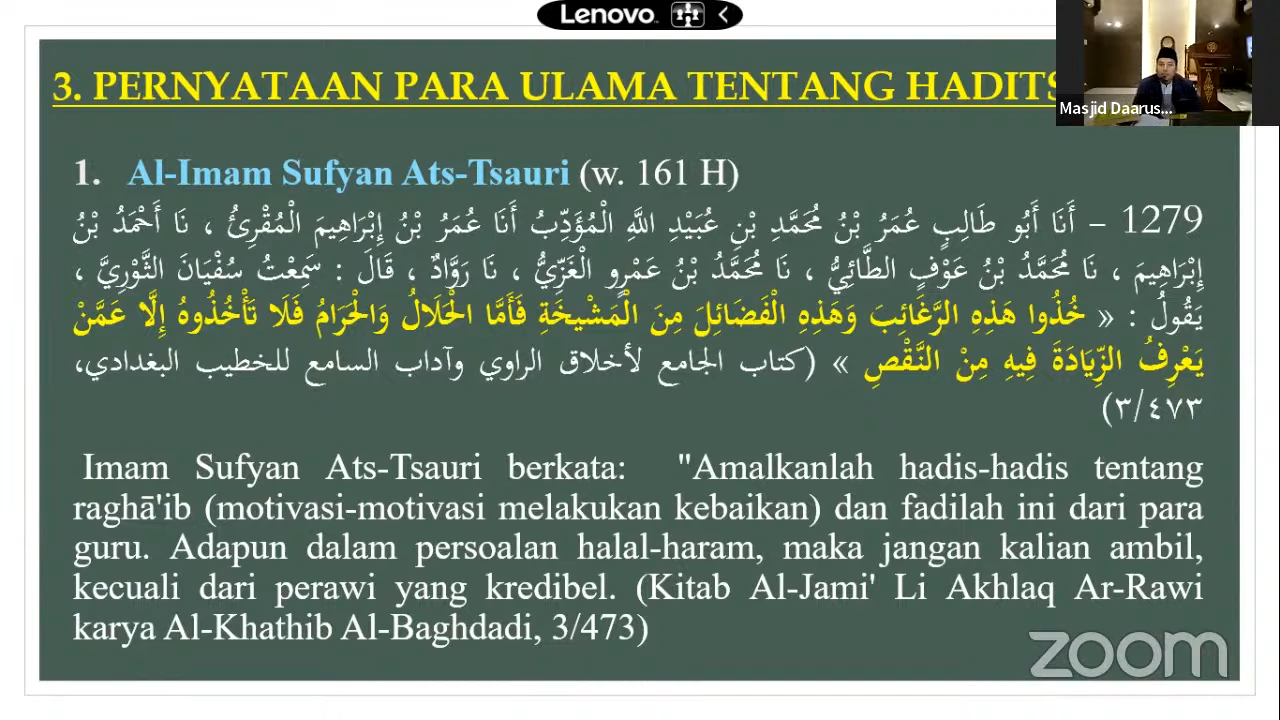 Lenovo
3. PERNYATAAN PARA ULAMA TENTANG HADITS
Masjid Daarus...
1. Al-Imam Sufyan Ats-Tsauri (w. 161 H)
1279 – أَنَا أَبُو طَالِبٍ عُمَرُ بْنُ مُحَمَّدِ بْنِ عُبَيْدِ اللَّهِ الْمُؤَدِّبُ أَنَا عُمَرُ بْنُ إِبْرَاهِيمَ الْمُقْرِئُ ، نَا أَحْمَدُ بْنُ
إِبْرَاهِيمَ ، نَا مُحَمَّدُ بْنُ عَوْفٍ الطَّائِيُّ ، نَا مُحَمَّدُ بْنُ عَمْرٍو الْغَزِّيُّ ، نَا رَوَّادٌ ، قَالَ : سَمِعْتُ سُفْيَانَ الثَّوْرِيَّ ،
يَقُولُ : « خُذُوا هَذِهِ الرَّغَائِبَ وَهَذِهِ الْفَضَائِلَ مِنَ الْمَشْيخَةِ فَأَمَّا الْحَلَالُ وَالْحَرَامُ فَلَا تَأْخُذُوهُ إِلَّا عَمَّنْ
يَعْرِفُ الزِّيَادَةَ فِيهِ مِنْ النَّقْصِ » (كتاب الجامع لأخلاق الراوي وآداب السامع للخطيب البغدادي،
٣/٤٧٣)
Imam Sufyan Ats-Tsauri berkata: "Amalkanlah hadis-hadis tentang
raghā'ib (motivasi-motivasi melakukan kebaikan) dan fadilah ini dari para
guru. Adapun dalam persoalan halal-haram, maka jangan kalian ambil,
kecuali dari perawi yang kredibel. (Kitab Al-Jami' Li Akhlaq Ar-Rawi
karya Al-Khathib Al-Baghdadi, 3/473)
zoom